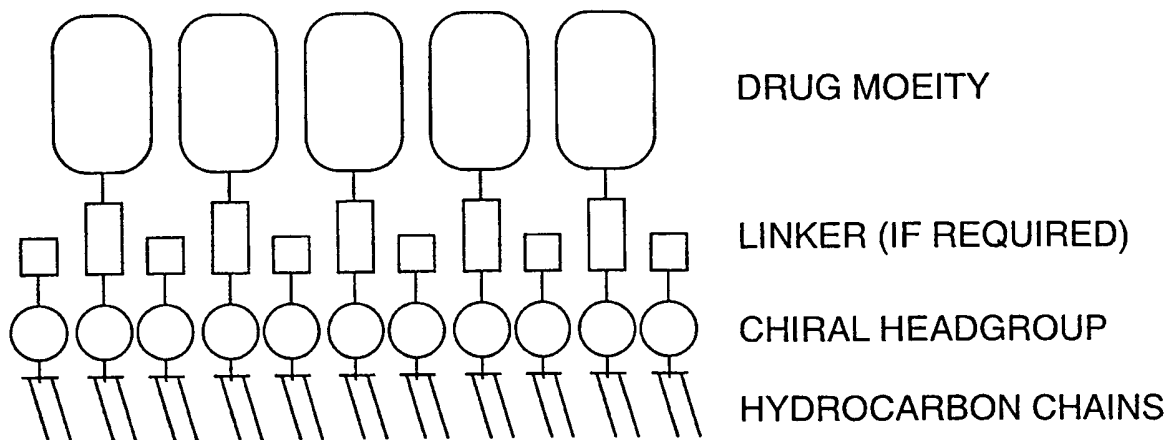 DRUG MOEITY
LINKER (IF REQUIRED)
CHIRAL HEADGROUP
HYDROCARBON CHAINS